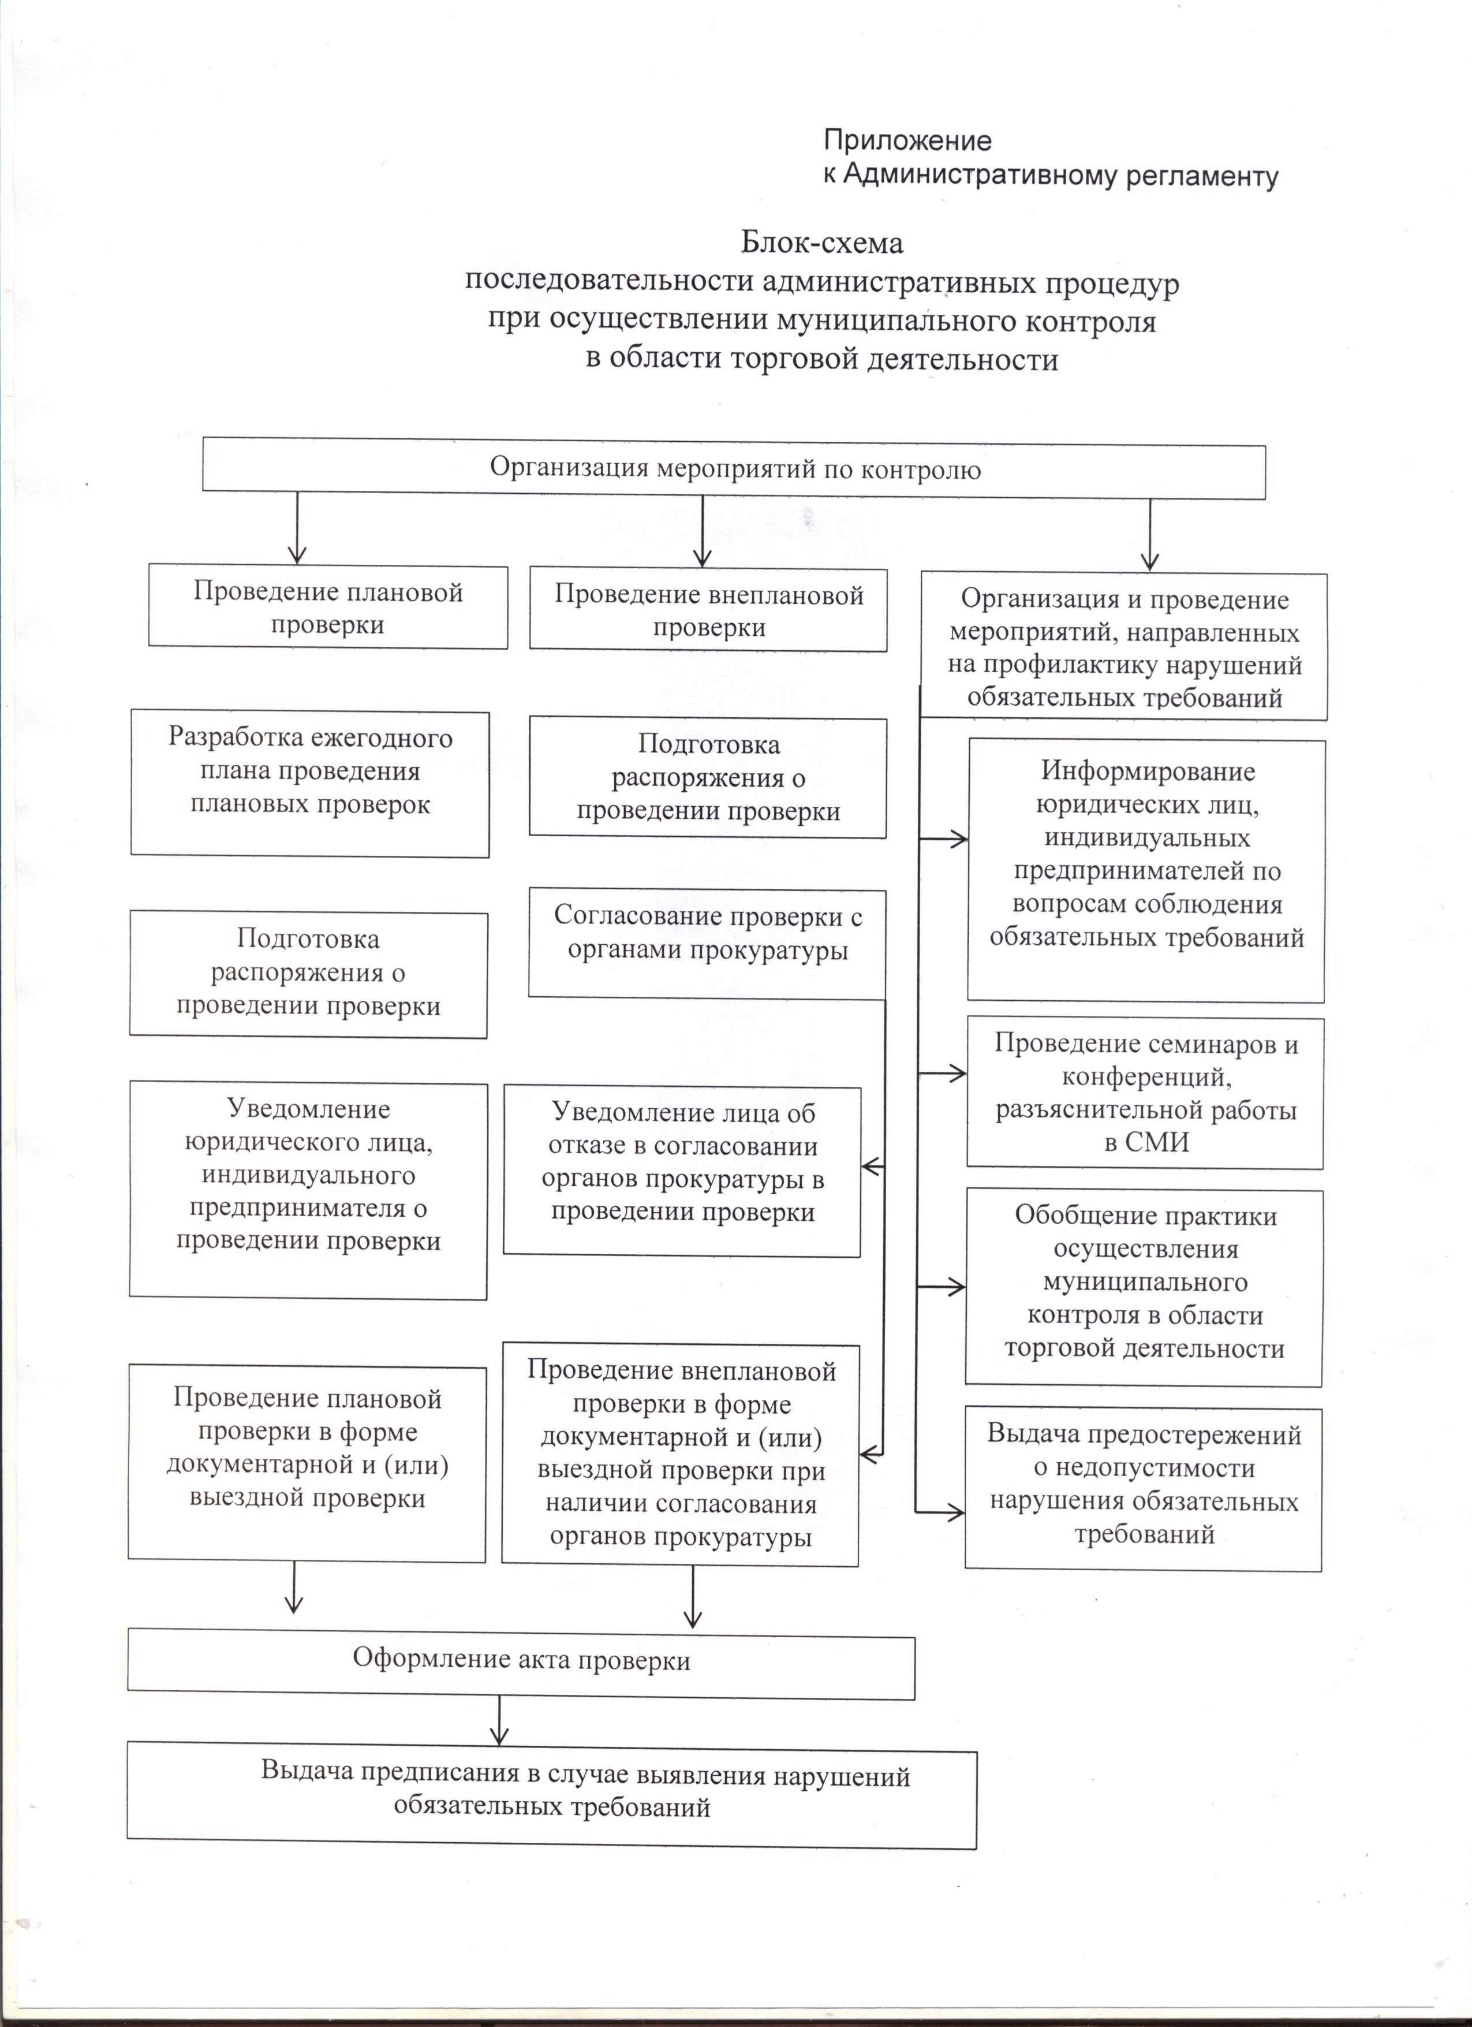 Приложение
к Административному регламенту
Блок-схема
последовательности административных процедур
при осуществлении муниципального контроля
в области торговой деятельности
Организация мероприятий по контролю
Проведение плановой
проверки
Проведение внеплановой
проверки
Организация и проведение
мероприятий, направленных
на профилактику нарушений
обязательных требований
Разработка ежегодного
плана проведения
плановых проверок
Подготовка
распоряжения о
проведении проверки
Информирование
юридических лиц,
индивидуальных
предпринимателей по
вопросам соблюдения
обязательных требований
Подготовка
распоряжения о
проведении проверки
Согласование проверки с
органами прокуратуры
Проведение семинаров и
конференций,
разъяснительной работы
в СМИ
Уведомление
юридического лица,
индивидуального
предпринимателя о
проведении проверки
Уведомление лица об
отказе в согласовании
органов прокуратуры в
проведении проверки
Обобщение практики
осуществления
муниципального
контроля в области
торговой деятельности
Проведение плановой
проверки в форме
документарной и (или)
выездной проверки
Проведение внеплановой
проверки в форме
документарной и (или)
выездной проверки при
наличии согласования
органов прокуратуры
Выдача предостережений
о недопустимости
нарушения обязательных
требований
Оформление акта проверки
Выдача предписания в случае выявления нарушений
обязательных требований